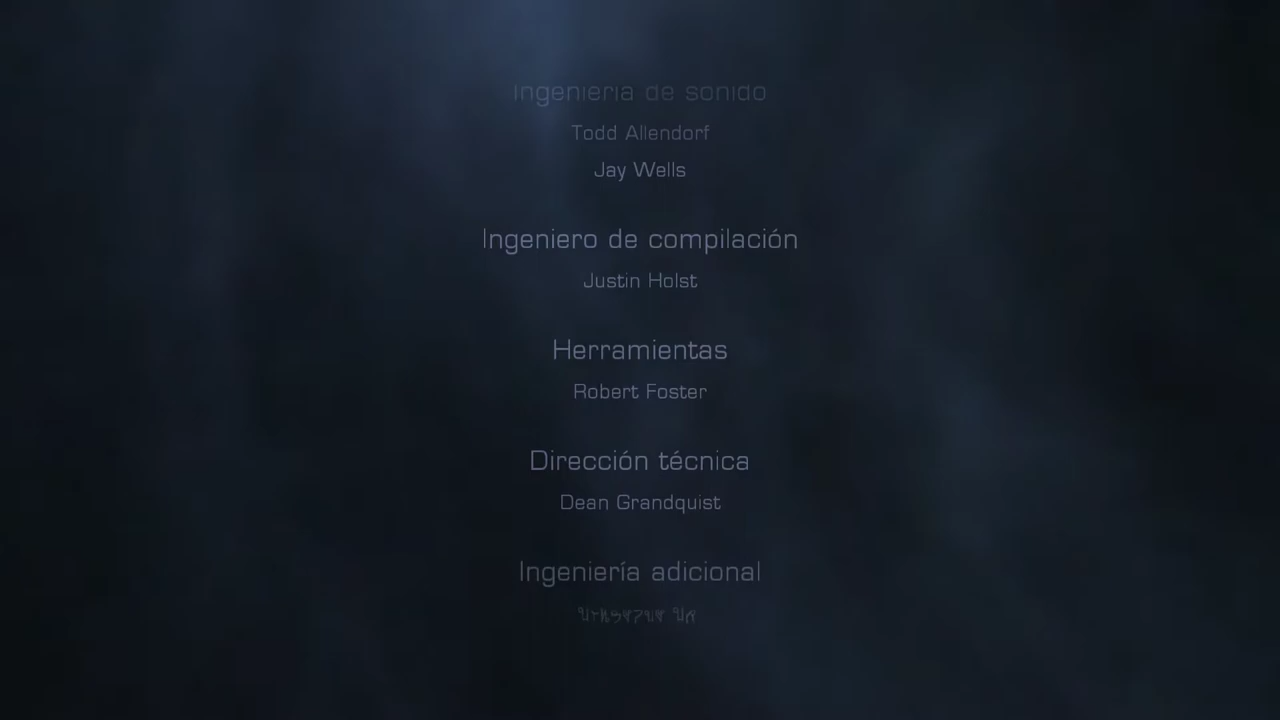 Ingeniería de sonido
Todd Allendorf
Jay Wells
Ingeniero de compilación
Justin Holst
Herramientas
Robert Foster
Dirección técnica
Dean Grandquist
Ingeniería adicional